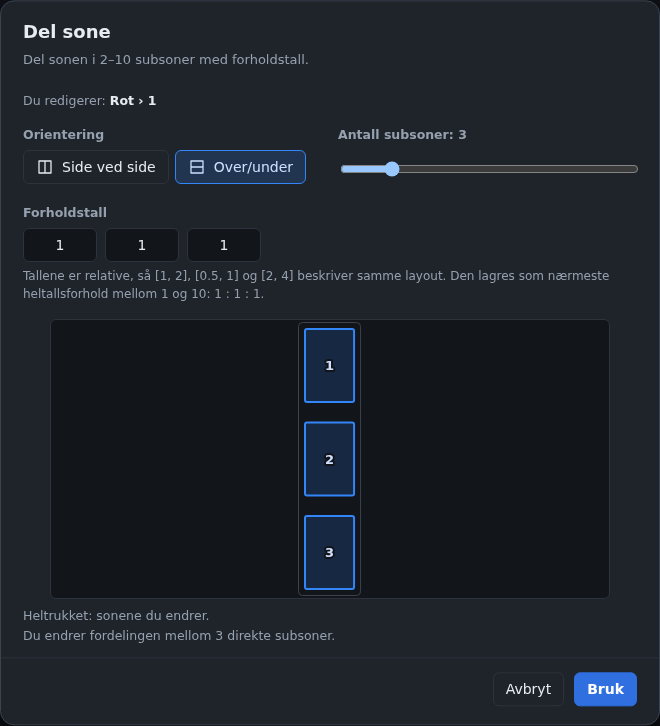 Del sone
Del sonen i 2–10 subsoner med forholdstall.
Du redigerer: Rot › 1
Orientering
Antall subsoner: 3
Side ved side
Over/under
Forholdstall
1 1 1
Tallene er relative, så [1, 2], [0.5, 1] og [2, 4] beskriver samme layout. Den lagres som nærmeste
heltallsforhold mellom 1 og 10: 1 : 1 : 1.
1
2
3
Heltrukket: sonene du endrer.
Du endrer fordelingen mellom 3 direkte subsoner.
Avbryt
Bruk